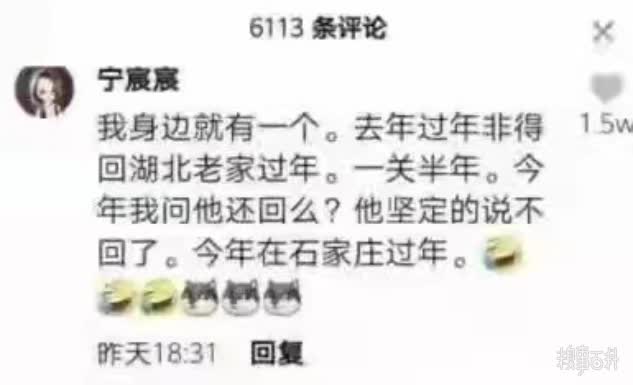 6113 条评论
宁宸宸
我身边就有一个。去年过年非得
1.5w
回湖北老家过年。一关半年。今
年我问他还回么？他坚定的说不
回了。今年在石家庄过年。
昨天18:31 回复